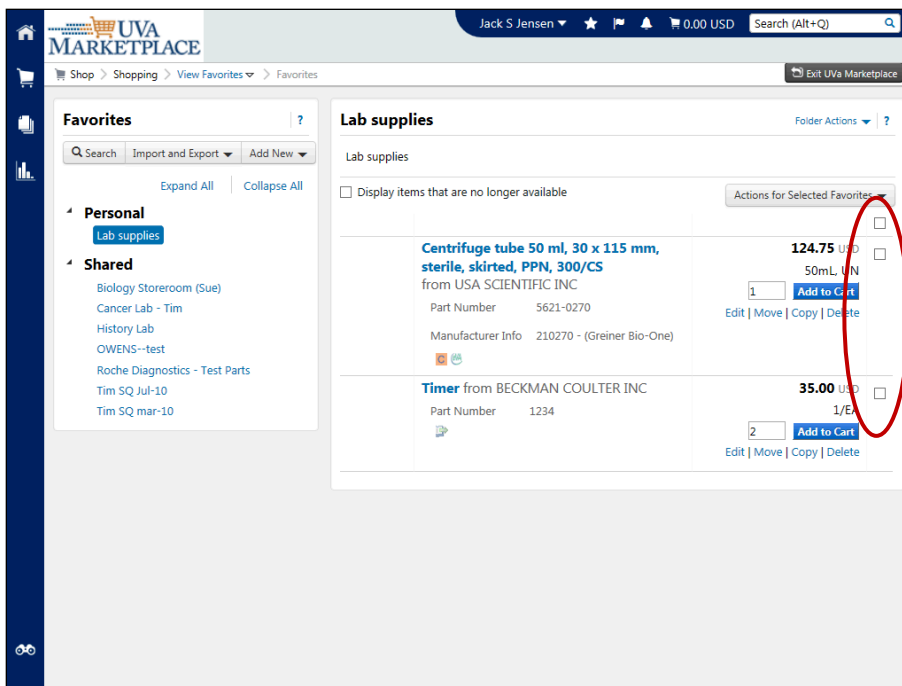 UVA
MARKETPLACE
Jack S Jensen
0.00 USD
Search (Alt+Q)
Shop > Shopping > View Favorites > Favorites
Exit UVa Marketplace
Favorites
?
Search
Import and Export
Add New
Expand All
Collapse All
Personal
Lab supplies
Shared
Biology Storeroom (Sue)
Cancer Lab - Tim
History Lab
OWENS--test
Roche Diagnostics - Test Parts
Tim SQ Jul-10
Tim SQ mar-10
Lab supplies
Folder Actions
?
Lab supplies
Display items that are no longer available
Actions for Selected Favorites
Centrifuge tube 50 ml, 30 x 115 mm,
sterile, skirted, PPN, 300/CS
from USA SCIENTIFIC INC
Part Number 5621-0270
Manufacturer Info 210270 - (Greiner Bio-One)
C
124.75 USD
50mL, UN
1 Add to Cart
Edit | Move | Copy | Delete
Timer from BECKMAN COULTER INC
Part Number 1234
35.00 USD
1/EA
2 Add to Cart
Edit | Move | Copy | Delete